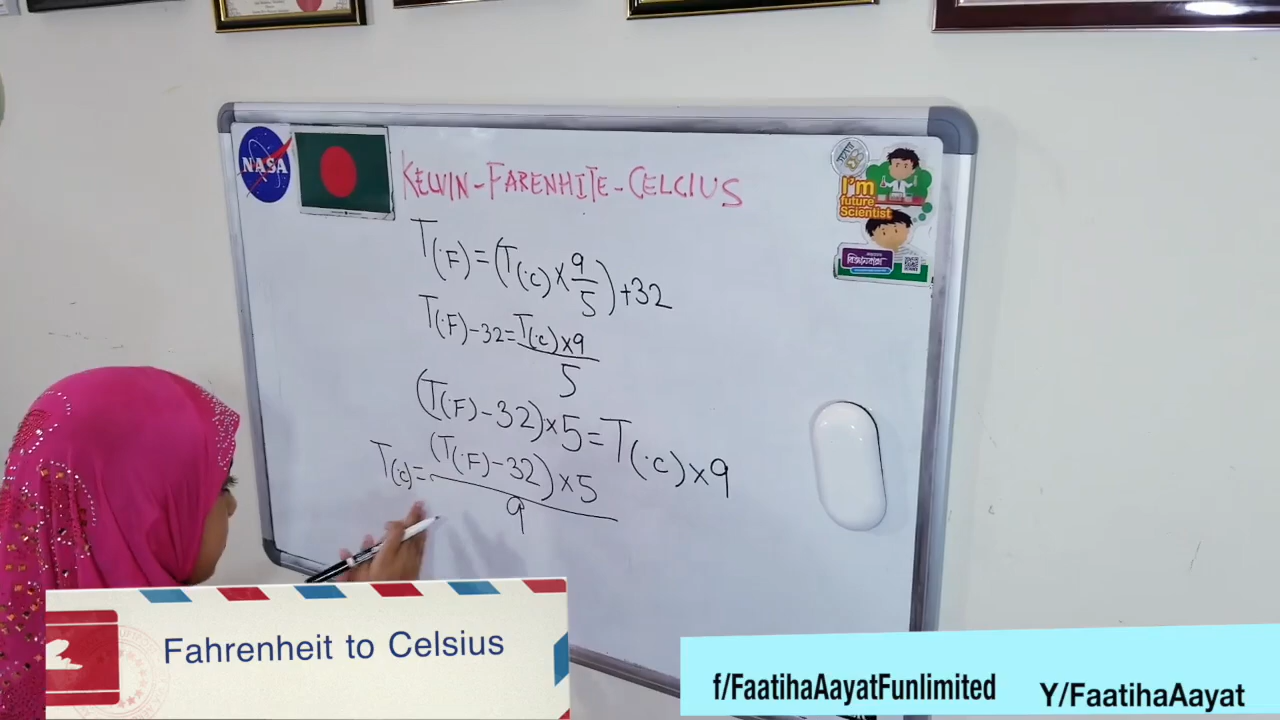 NASA
KELVIN-FARENHITE-CELCIUS
I'm
future
Scientist
বিজ্ঞানবাক্স
T(·F)=(T(·c)×9/5)+32
T(·F)-32=T(·c)×9/5
(T(·F)-32)×5=T(·c)×9
T(·c)=(T(·F)-32)×5/9
Fahrenheit to Celsius
f/FaatihaAayatFunlimited
Y/FaatihaAayat